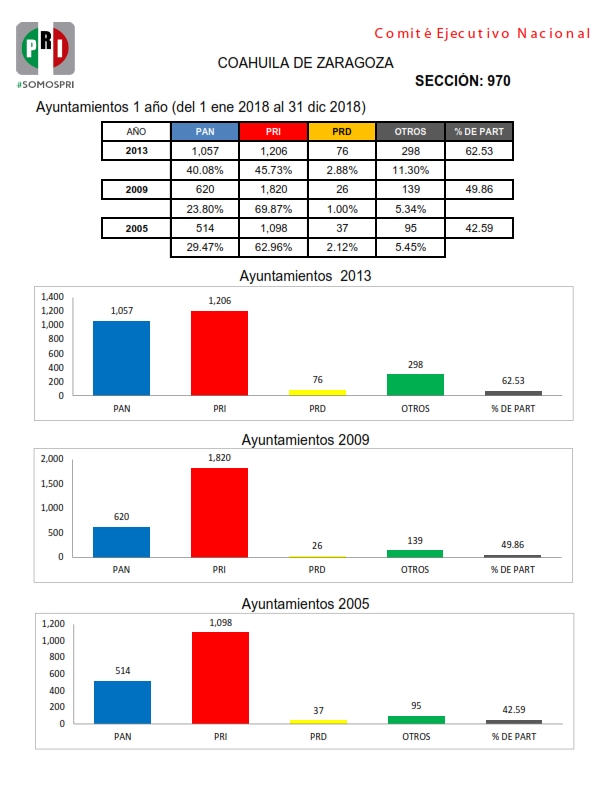 Comité Ejecutivo Nacional
PRI
#SOMOSPRI
COAHUILA DE ZARAGOZA
SECCIÓN: 970
Ayuntamientos 1 año (del 1 ene 2018 al 31 dic 2018)
AÑO PAN PRI PRD OTROS % DE PART
2013 1,057 1,206 76 298 62.53
40.08% 45.73% 2.88% 11.30%
2009 620 1,820 26 139 49.86
23.80% 69.87% 1.00% 5.34%
2005 514 1,098 37 95 42.59
29.47% 62.96% 2.12% 5.45%
Ayuntamientos 2013
1,400
1,200
1,000
800
600
400
200
0
1,057 1,206 76 298 62.53
PAN PRI PRD OTROS % DE PART
Ayuntamientos 2009
2,000
1,500
1,000
500
0
620 1,820 26 139 49.86
PAN PRI PRD OTROS % DE PART
Ayuntamientos 2005
1,200
1,000
800
600
400
200
0
514 1,098 37 95 42.59
PAN PRI PRD OTROS % DE PART